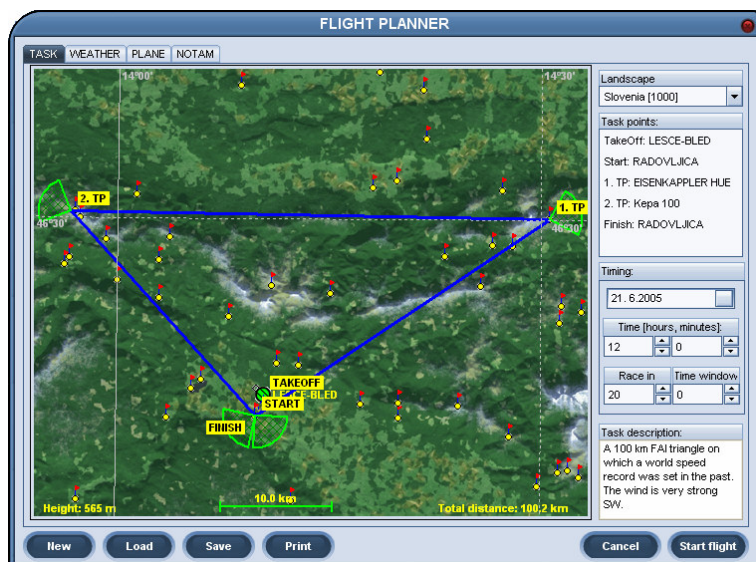 FLIGHT PLANNER
TASK
WEATHER
PLANE
NOTAM
14°00'
14°30'
2. TP
1. TP
46°30'
46°30'
TAKEOFF
LESCE-BLED
START
FINISH
10.0 km
Height: 565 m
Total distance: 100,2 km
Landscape
Slovenia [1000]
Task points:
TakeOff: LESCE-BLED
Start: RADOVLJICA
1. TP: EISENKAPPLER HUE
2. TP: Kepa 100
Finish: RADOVLJICA
Timing:
21. 6.2005
Time [hours, minutes]:
12 0
Race in Time window
20 0
Task description:
A 100 km FAI triangle on
which a world speed
record was set in the past.
The wind is very strong
SW.
New
Load
Save
Print
Cancel
Start flight